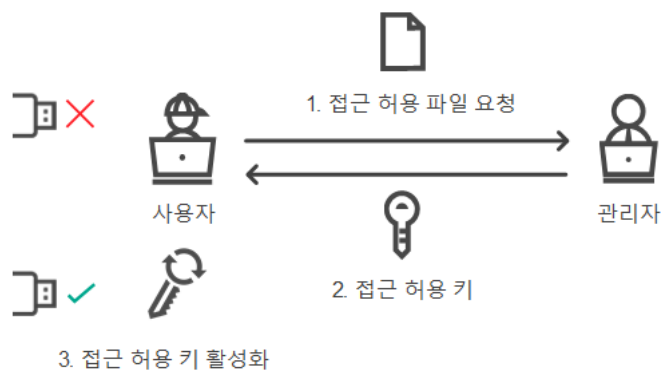 1. 접근 허용 파일 요청
사용자
관리자
2. 접근 허용 키
3. 접근 허용 키 활성화